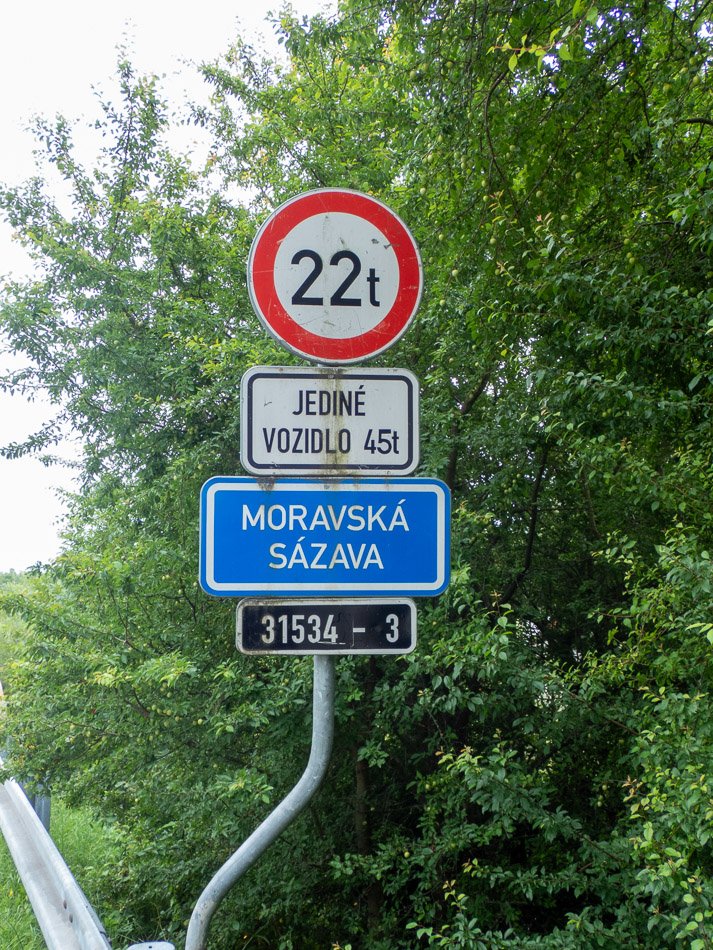 22t
JEDINÉ
VOZIDLO 45t
MORAVSKÁ
SÁZAVA
31534 - 3